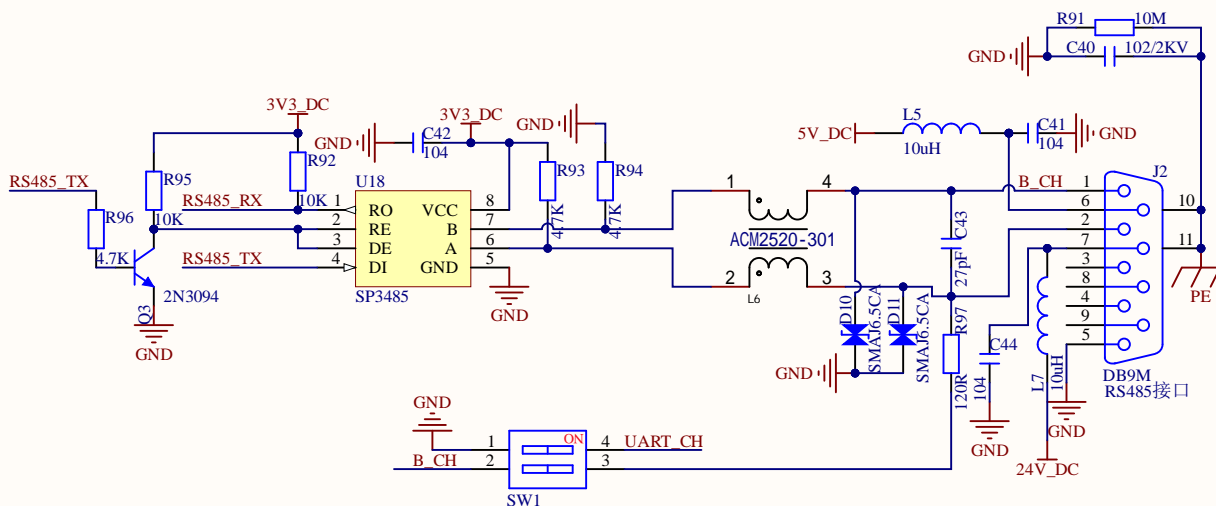 R91
10M
GND
C40
102/2KV
3V3_DC
GND
C42
104
3V3_DC
GND
5V_DC
L5
10uH
C41
104
GND
R92
10K
RS485_TX
R95
10K
RS485_RX
R96
4.7K
RS485_TX
2N3094
Q3
GND
U18
1
RO
VCC
8
2
RE
B
7
3
DE
A
6
4
DI
GND
5
SP3485
GND
R93
4.7K
R94
4.7K
1
4
ACM2520-301
2
3
L6
B_CH
C43
27pF
D10
SMAJ6.5CA
D11
SMAJ6.5CA
GND
R97
120R
C44
104
GND
L7
10uH
24V_DC
GND
J2
1
6
2
7
3
8
4
9
5
10
11
PE
DB9M
RS485接口
GND
1
ON
4
UART_CH
B_CH
2
3
SW1